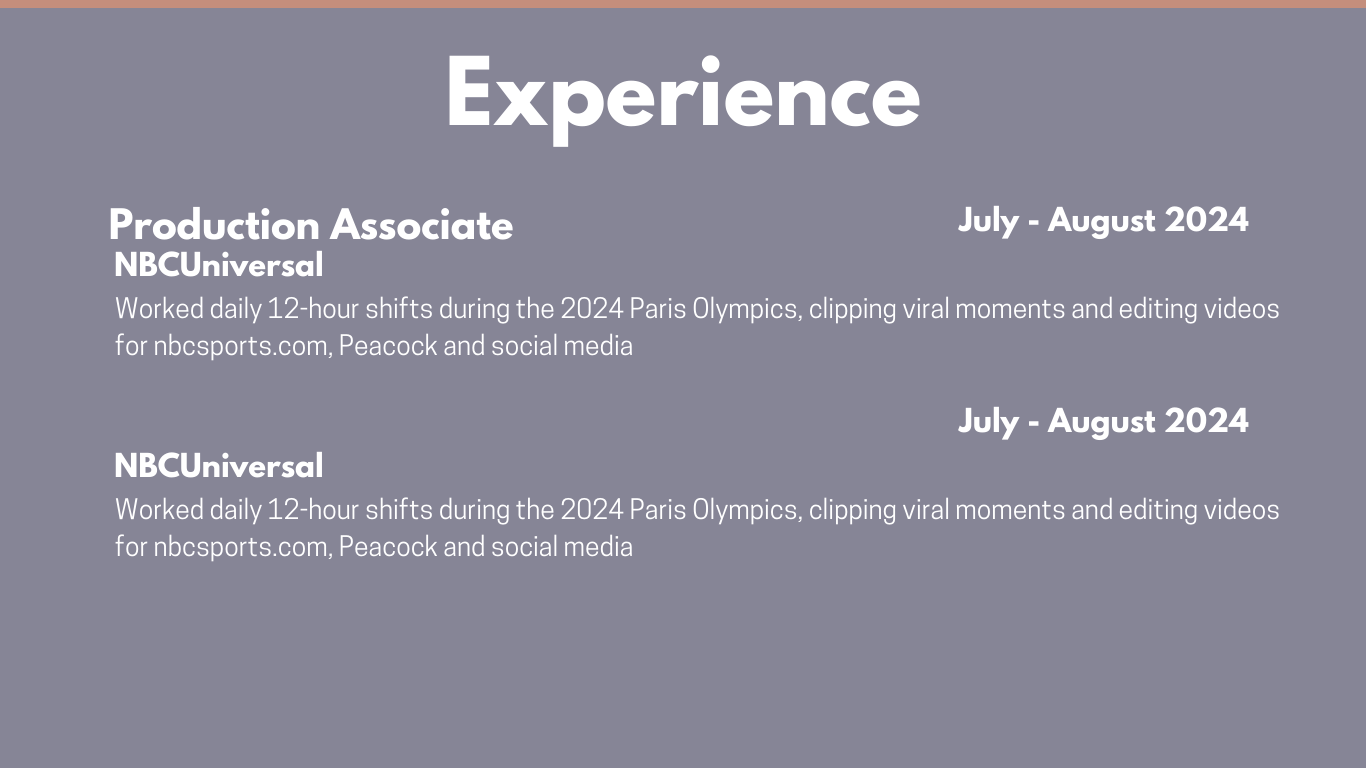 Experience
Production Associate
July - August 2024
NBCUniversal
Worked daily 12-hour shifts during the 2024 Paris Olympics, clipping viral moments and editing videos
for nbcsports.com, Peacock and social media
July - August 2024
NBCUniversal
Worked daily 12-hour shifts during the 2024 Paris Olympics, clipping viral moments and editing videos
for nbcsports.com, Peacock and social media